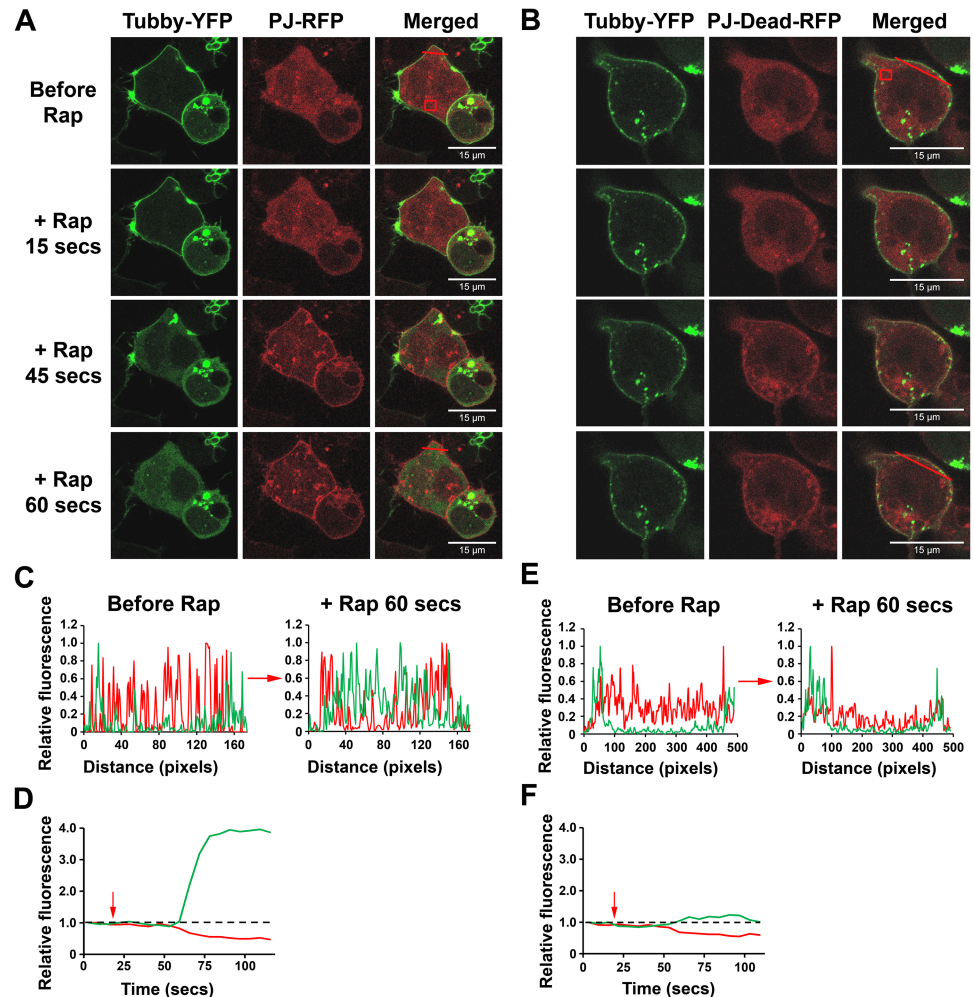 A
B
Tubby-YFP PJ-RFP Merged
Tubby-YFP PJ-Dead-RFP Merged
Before
Rap
15 μm
15 μm
+ Rap
15 secs
15 μm
15 μm
+ Rap
45 secs
15 μm
15 μm
+ Rap
60 secs
15 μm
15 μm
C
Before Rap
+ Rap 60 secs
Relative fluorescence
1.2
1.0
0.8
0.6
0.4
0.2
0
0 40 80 120 160
Distance (pixels)
1.2
1.0
0.8
0.6
0.4
0.2
0
0 40 80 120 160
Distance (pixels)
E
Before Rap
+ Rap 60 secs
Relative fluorescence
1.2
1.0
0.8
0.6
0.4
0.2
0
0 100 200 300 400 500
Distance (pixels)
1.2
1.0
0.8
0.6
0.4
0.2
0
0 100 200 300 400 500
Distance (pixels)
D
Relative fluorescence
4.0
3.0
2.0
1.0
0
0 25 50 75 100
Time (secs)
F
Relative fluorescence
4.0
3.0
2.0
1.0
0
0 25 50 75 100
Time (secs)